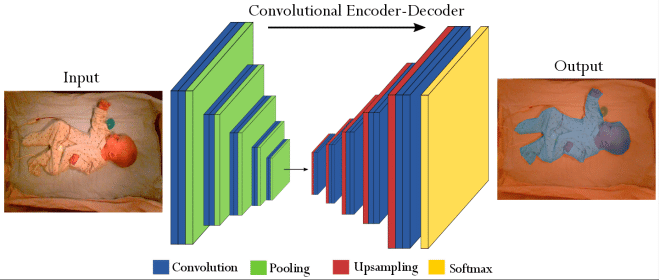 Convolutional Encoder-Decoder
Input
Output
Convolution
Pooling
Upsampling
Softmax